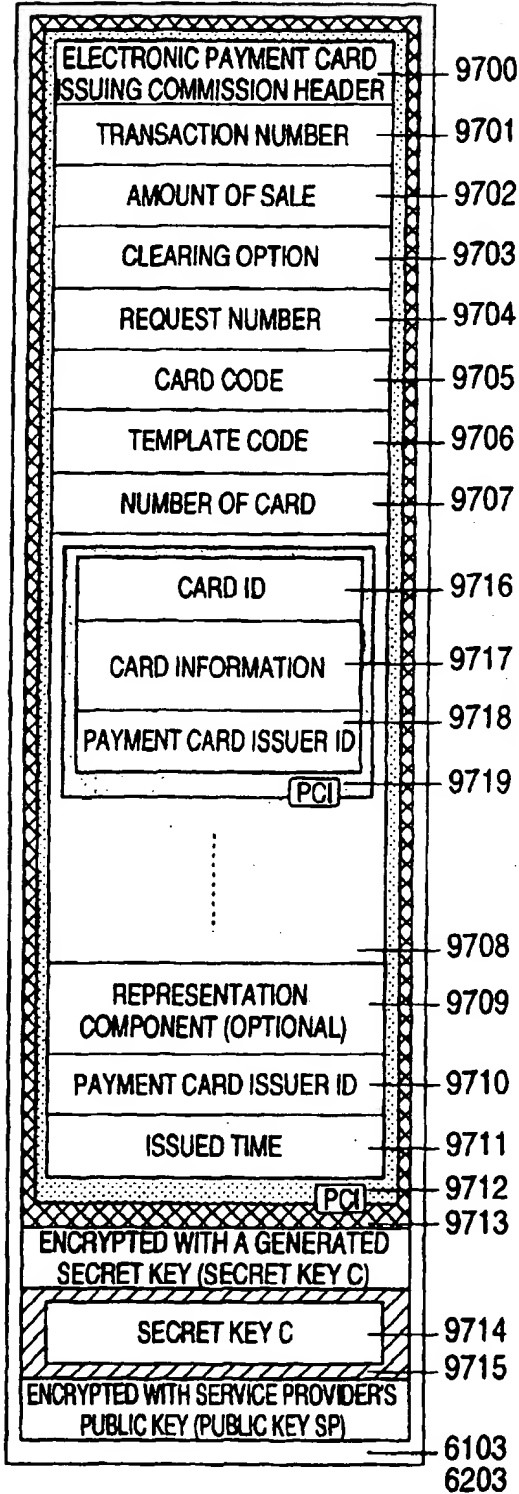 ELECTRONIC PAYMENT CARD
ISSUING COMMISSION HEADER
9700
TRANSACTION NUMBER
9701
AMOUNT OF SALE
9702
CLEARING OPTION
9703
REQUEST NUMBER
9704
CARD CODE
9705
TEMPLATE CODE
9706
NUMBER OF CARD
9707
CARD ID
9716
CARD INFORMATION
9717
PAYMENT CARD ISSUER ID
9718
PCI
9719
9708
REPRESENTATION
COMPONENT (OPTIONAL)
9709
PAYMENT CARD ISSUER ID
9710
ISSUED TIME
9711
PCI
9712
9713
ENCRYPTED WITH A GENERATED
SECRET KEY (SECRET KEY C)
SECRET KEY C
9714
9715
ENCRYPTED WITH SERVICE PROVIDER'S
PUBLIC KEY (PUBLIC KEY SP)
6103
6203